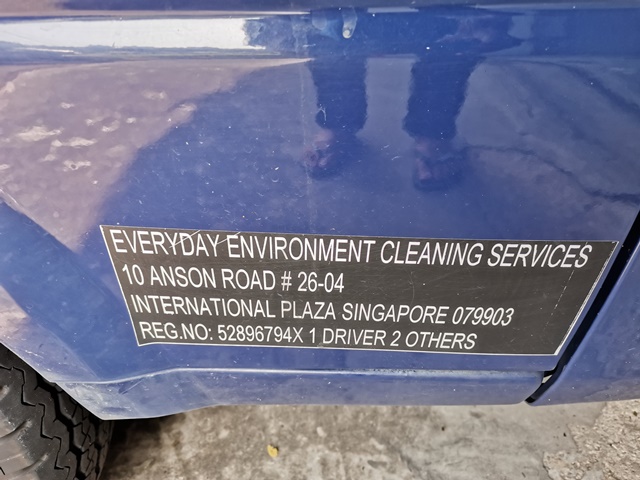 EVERYDAY ENVIRONMENT CLEANING SERVICES
10 ANSON ROAD # 26-04
INTERNATIONAL PLAZA SINGAPORE 079903
REG.NO: 52896794X 1 DRIVER 2 OTHERS